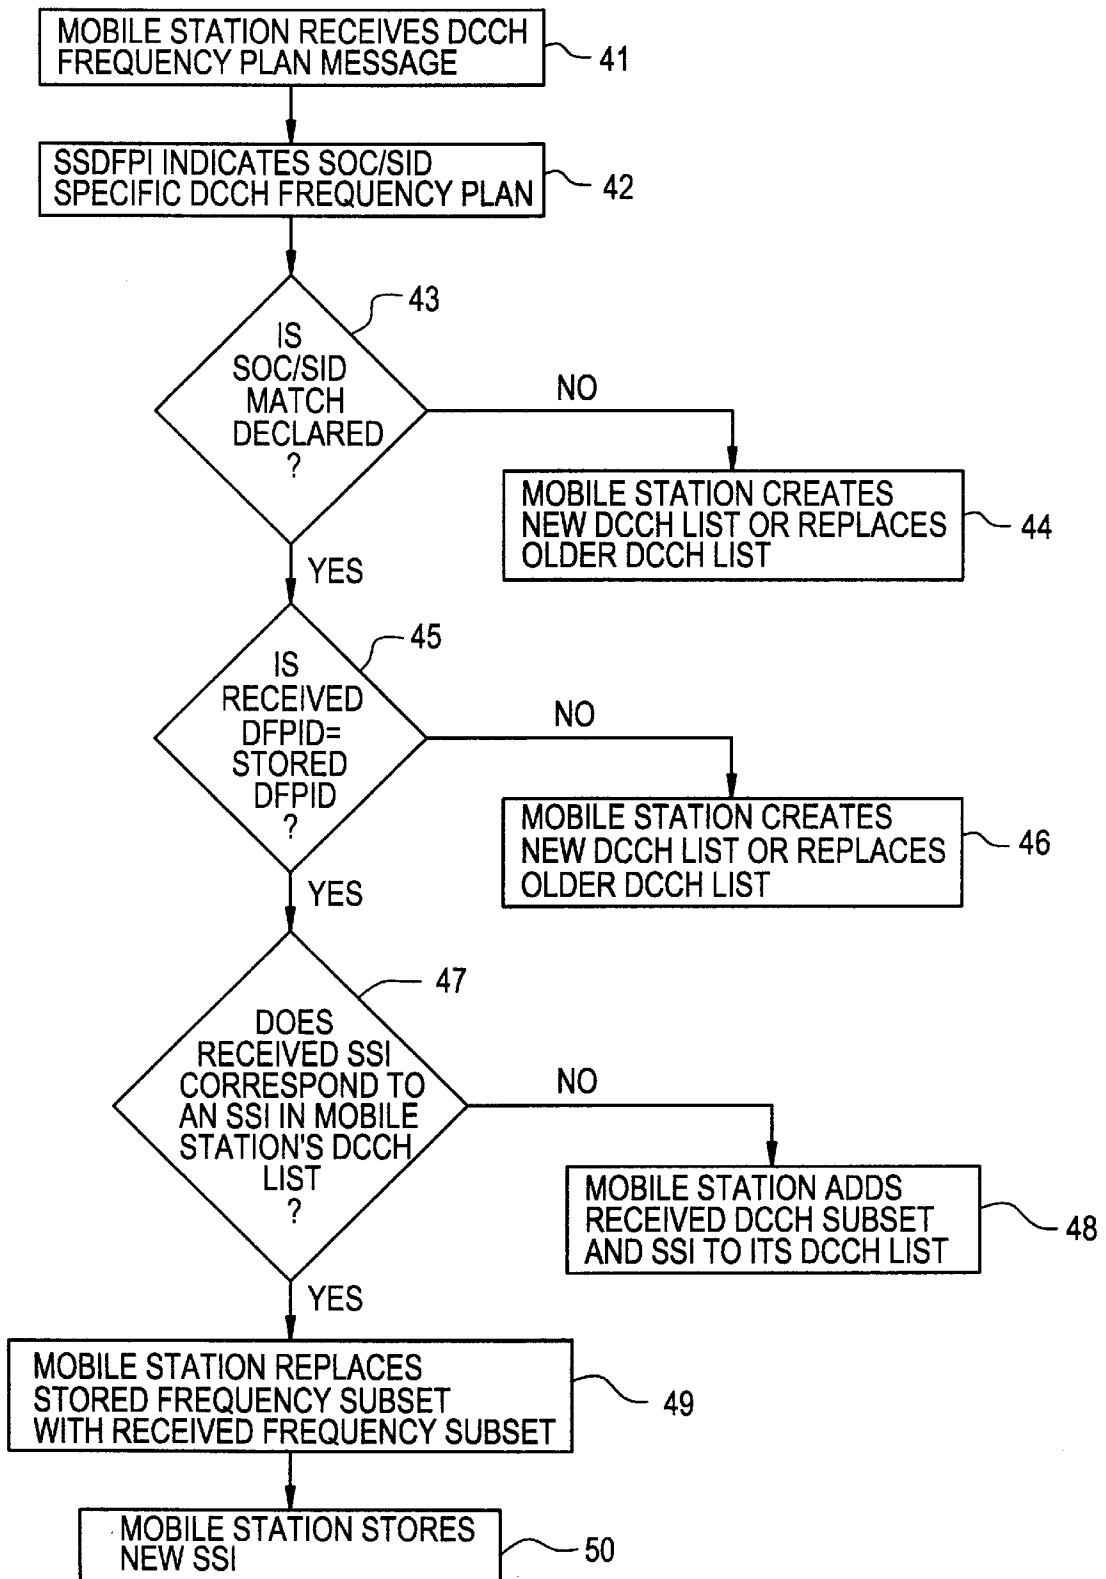 MOBILE STATION RECEIVES DCCH
FREQUENCY PLAN MESSAGE
41
SSDFPI INDICATES SOC/SID
SPECIFIC DCCH FREQUENCY PLAN
42
43
IS
SOC/SID
MATCH
DECLARED
?
NO
MOBILE STATION CREATES
NEW DCCH LIST OR REPLACES
OLDER DCCH LIST
44
YES
45
IS
RECEIVED
DFPID=
STORED
DFPID
?
NO
MOBILE STATION CREATES
NEW DCCH LIST OR REPLACES
OLDER DCCH LIST
46
YES
47
DOES
RECEIVED SSI
CORRESPOND TO
AN SSI IN MOBILE
STATION'S DCCH
LIST
?
NO
MOBILE STATION ADDS
RECEIVED DCCH SUBSET
AND SSI TO ITS DCCH LIST
48
YES
MOBILE STATION REPLACES
STORED FREQUENCY SUBSET
WITH RECEIVED FREQUENCY SUBSET
49
MOBILE STATION STORES
NEW SSI
50